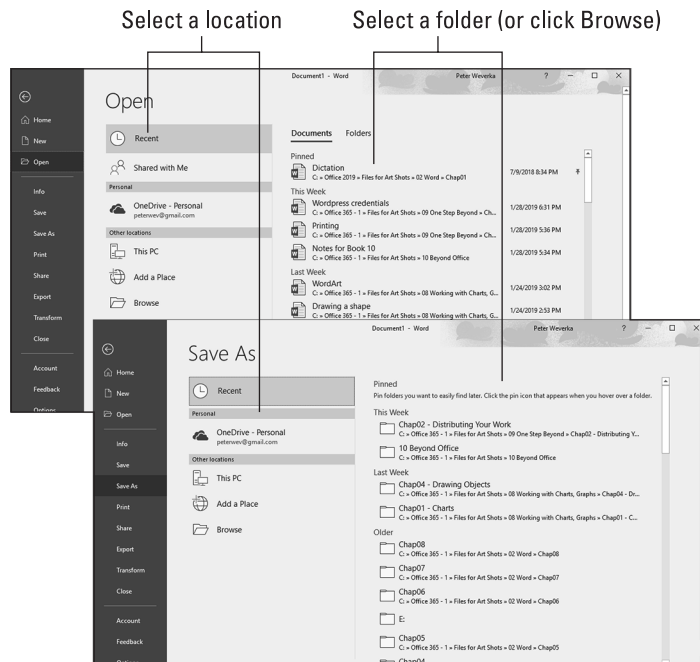 Select a location
Select a folder (or click Browse)
Document1 - Word
Peter Weverka
?
Open
Home
New
Open
Info
Save
Save As
Print
Share
Export
Transform
Close
Account
Feedback
Options
Recent
Shared with Me
Personal
OneDrive - Personal
peterwev@gmail.com
Other locations
This PC
Add a Place
Browse
Documents Folders
Pinned
Dictation
C: » Office 2019 » Files for Art Shots » 02 Word » Chap01
7/9/2018 8:34 PM
This Week
Wordpress credentials
C: » Office 365 - 1 » Files for Art Shots » 09 One Step Beyond » Ch...
1/28/2019 6:31 PM
Printing
C: » Office 365 - 1 » Files for Art Shots » 09 One Step Beyond » Ch...
1/28/2019 5:36 PM
Notes for Book 10
C: » Office 365 - 1 » Files for Art Shots » 10 Beyond Office
1/28/2019 5:34 PM
Last Week
WordArt
C: » Office 365 - 1 » Files for Art Shots » 08 Working with Charts, G...
1/24/2019 3:02 PM
Drawing a shape
C: » Office 365 - 1 » Files for Art Shots » 08 Working with Charts, G...
1/24/2019 2:53 PM
Document1 - Word
Peter Weverka
?
Save As
Home
New
Open
Info
Save
Save As
Print
Share
Export
Transform
Close
Account
Feedback
Options
Recent
Personal
OneDrive - Personal
peterwev@gmail.com
Other locations
This PC
Add a Place
Browse
Pinned
Pin folders you want to easily find later. Click the pin icon that appears when you hover over a folder.
This Week
Chap02 - Distributing Your Work
C: » Office 365 - 1 » Files for Art Shots » 09 One Step Beyond » Chap02 - Distributing Y...
10 Beyond Office
C: » Office 365 - 1 » Files for Art Shots » 10 Beyond Office
Last Week
Chap04 - Drawing Objects
C: » Office 365 - 1 » Files for Art Shots » 08 Working with Charts, Graphs » Chap04 - Dr...
Chap01 - Charts
C: » Office 365 - 1 » Files for Art Shots » 08 Working with Charts, Graphs » Chap01 - C...
Older
Chap08
C: » Office 365 - 1 » Files for Art Shots » 02 Word » Chap08
Chap07
C: » Office 365 - 1 » Files for Art Shots » 02 Word » Chap07
Chap06
C: » Office 365 - 1 » Files for Art Shots » 02 Word » Chap06
E:
Chap05
C: » Office 365 - 1 » Files for Art Shots » 02 Word » Chap05
Chap04